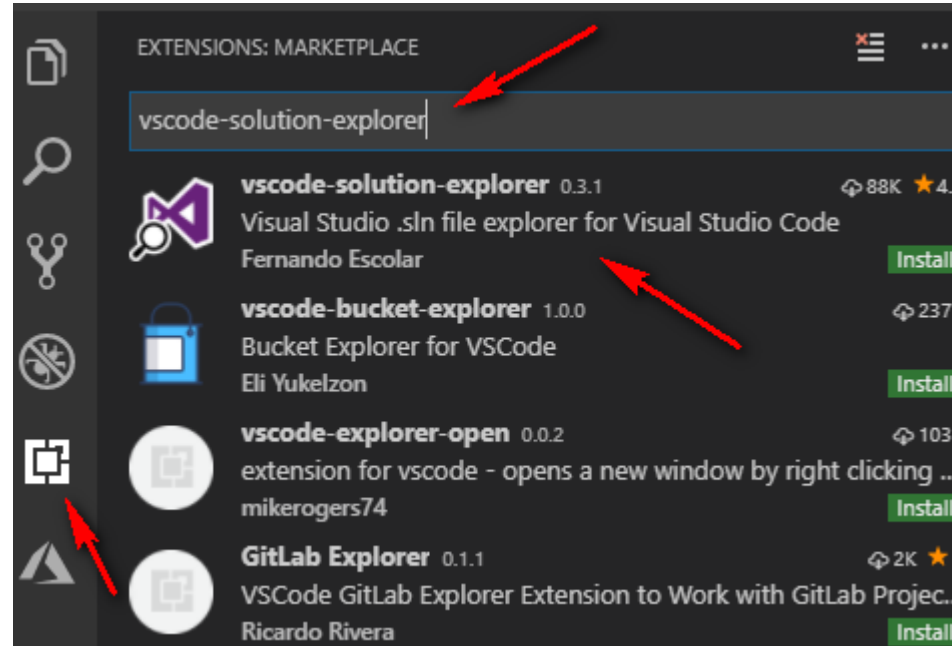 EXTENSIONS: MARKETPLACE
vscode-solution-explorer
vscode-solution-explorer 0.3.1 88K ★4.
Visual Studio .sln file explorer for Visual Studio Code
Fernando Escolar Install
vscode-bucket-explorer 1.0.0 237
Bucket Explorer for VSCode
Eli Yukelzon Install
vscode-explorer-open 0.0.2 103
extension for vscode - opens a new window by right clicking ...
mikerogers74 Install
GitLab Explorer 0.1.1 2K ★
VSCode GitLab Explorer Extension to Work with GitLab Projec...
Ricardo Rivera Install